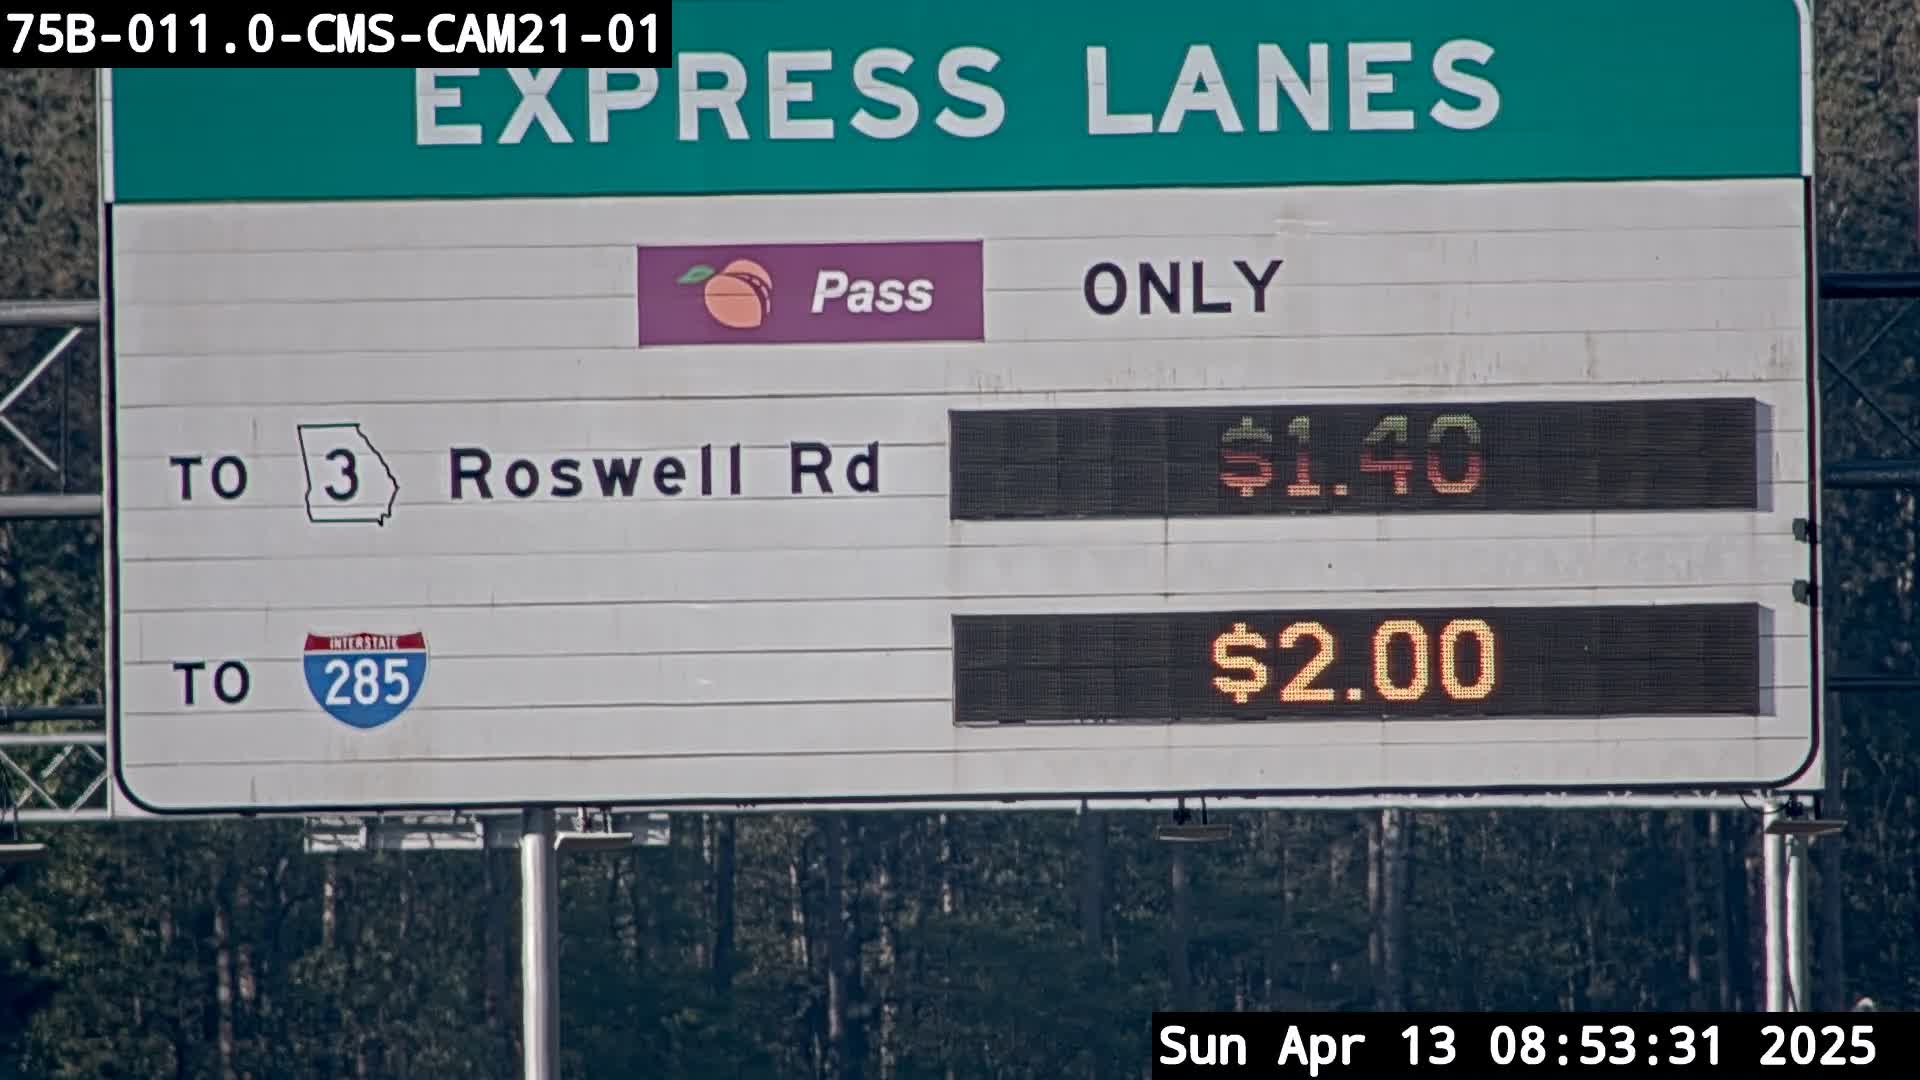 75B-011.0-CMS-CAM21-01
EXPRESS LANES
Pass ONLY
TO 3 Roswell Rd $1.40
TO INTERSTATE 285 $2.00
Sun Apr 13 08:53:31 2025